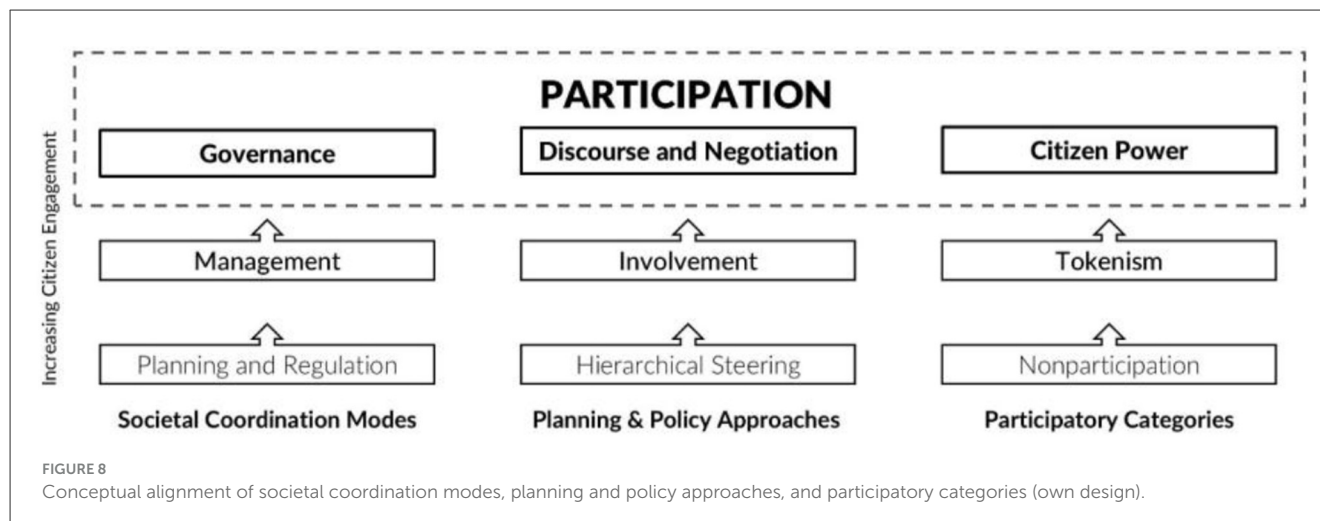 PARTICIPATION
Governance
Discourse and Negotiation
Citizen Power
Management
Involvement
Tokenism
Planning and Regulation
Hierarchical Steering
Nonparticipation
Societal Coordination Modes
Planning & Policy Approaches
Participatory Categories
Increasing Citizen Engagement
FIGURE 8
Conceptual alignment of societal coordination modes, planning and policy approaches, and participatory categories (own design).